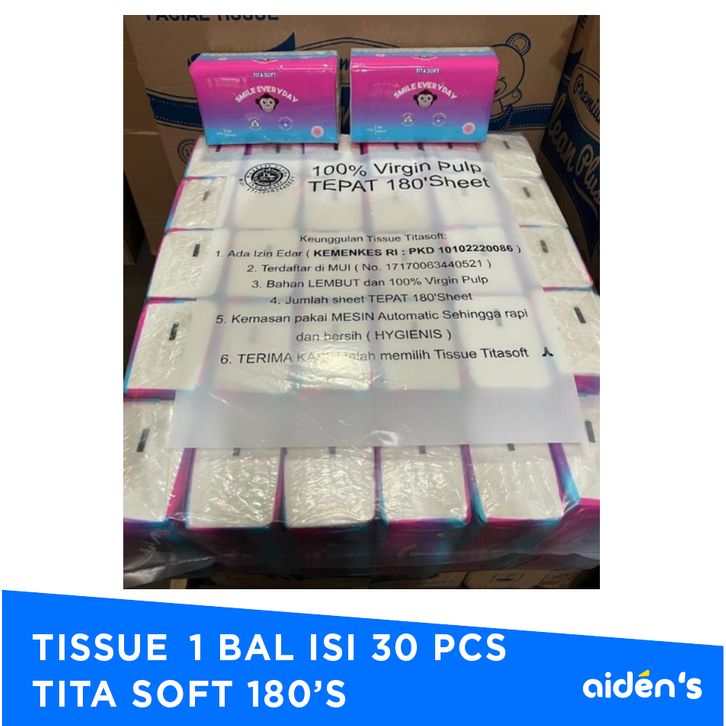 FACIAL TISSUE
TITA SOFT
SMILE EVERYDAY
TITA SOFT
SMILE EVERYDAY
100% Virgin Pulp
TEPAT 180'Sheet
Keunggulan Tissue Titasoft:
1. Ada Izin Edar ( KEMENKES RI : PKD 10102220086 )
2. Terdaftar di MUI ( No. 17170063440521 )
3. Bahan LEMBUT dan 100% Virgin Pulp
4. Jumlah sheet TEPAT 180'Sheet
5. Kemasan pakai MESIN Automatic Sehingga rapi
dan bersih ( HYGIENIS )
6. TERIMA telah memilih Tissue Titasoft
TISSUE 1 BAL ISI 30 PCS
TITA SOFT 180’S
aidén's